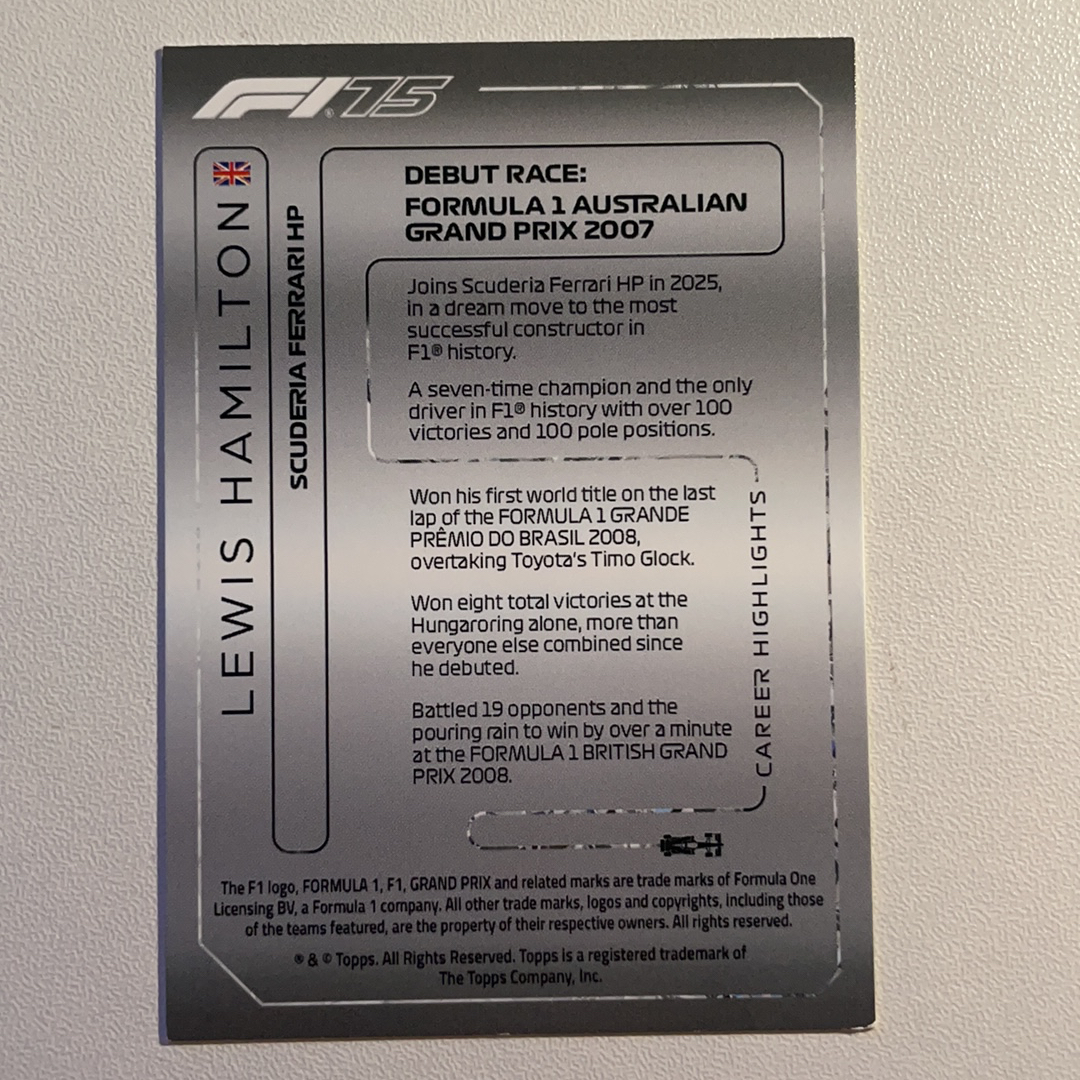 F1® 75
LEWIS HAMILTON
SCUDERIA FERRARI HP
DEBUT RACE:
FORMULA 1 AUSTRALIAN
GRAND PRIX 2007
Joins Scuderia Ferrari HP in 2025,
in a dream move to the most
successful constructor in
F1® history.
A seven-time champion and the only
driver in F1® history with over 100
victories and 100 pole positions.
Won his first world title on the last
lap of the FORMULA 1 GRANDE
PRÊMIO DO BRASIL 2008,
overtaking Toyota's Timo Glock.
Won eight total victories at the
Hungaroring alone, more than
everyone else combined since
he debuted.
Battled 19 opponents and the
pouring rain to win by over a minute
at the FORMULA 1 BRITISH GRAND
PRIX 2008.
CAREER HIGHLIGHTS
The F1 logo, FORMULA 1, F1, GRAND PRIX and related marks are trade marks of Formula One
Licensing BV, a Formula 1 company. All other trade marks, logos and copyrights, including those
of the teams featured, are the property of their respective owners. All rights reserved.
® & © Topps. All Rights Reserved. Topps is a registered trademark of
The Topps Company, Inc.